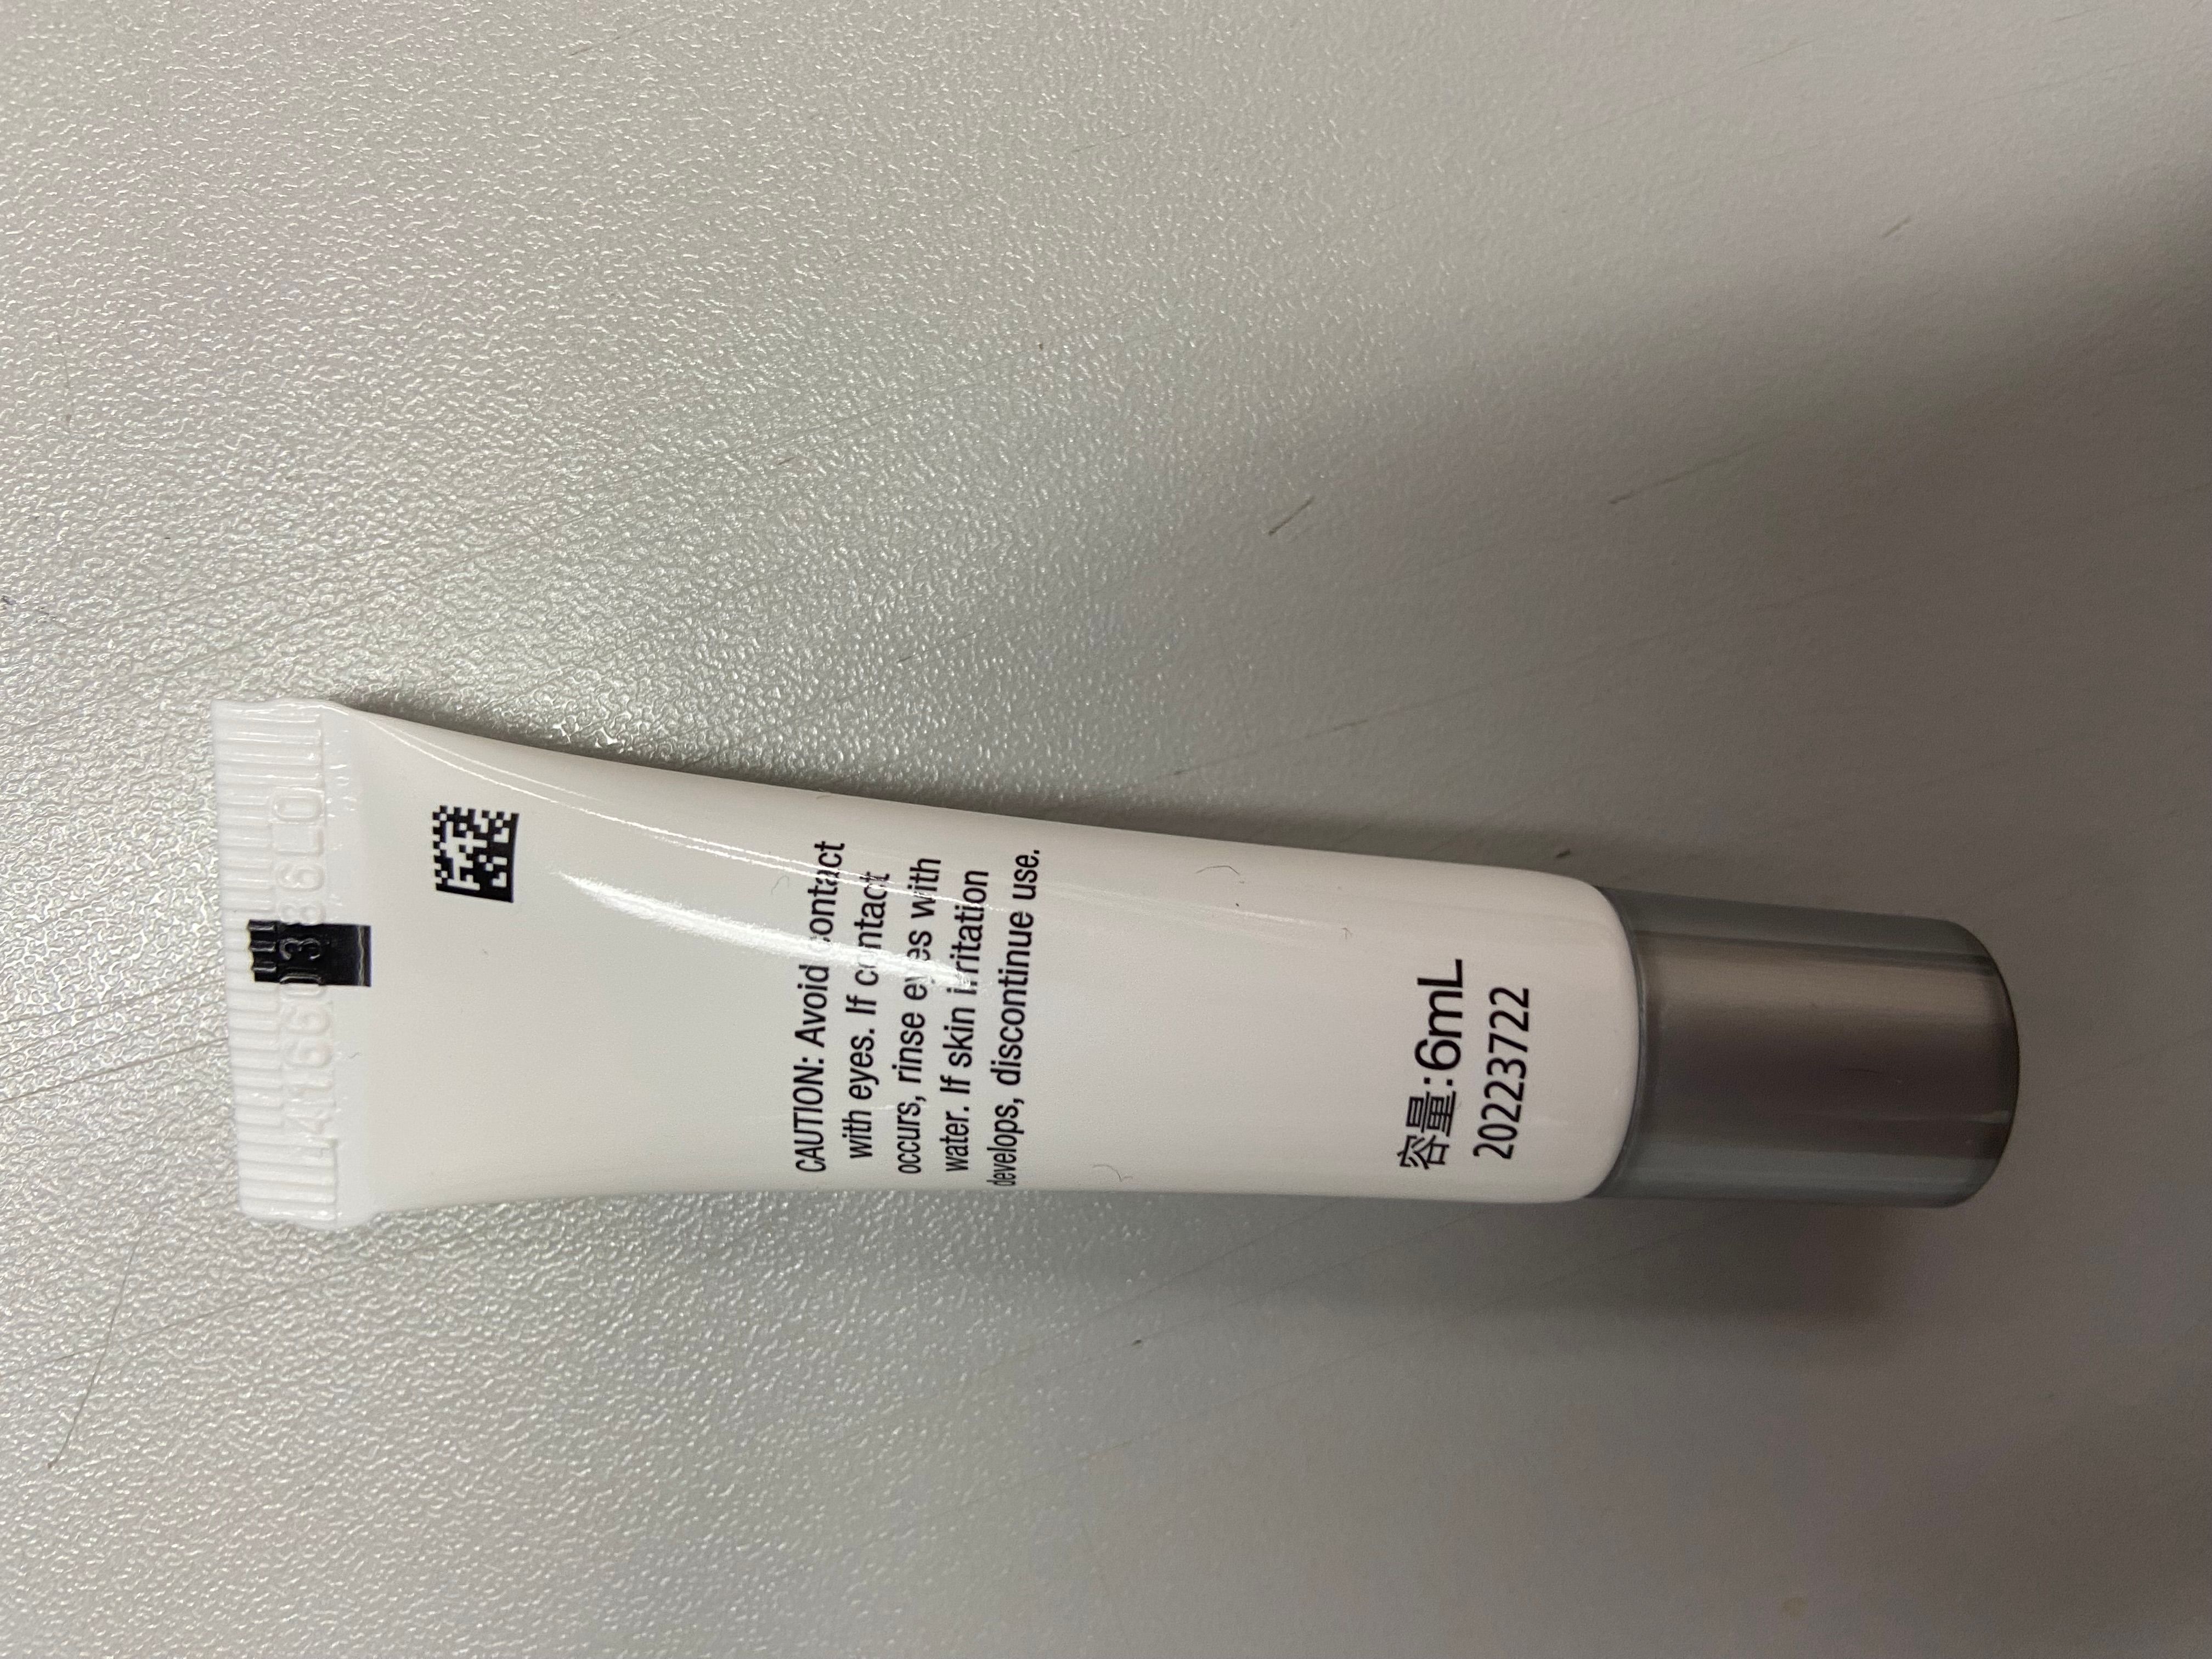 CAUTION: Avoid contact
with eyes. If contact
occurs, rinse eyes with
water. If skin irritation
develops, discontinue use.
容量:6mL
20223722